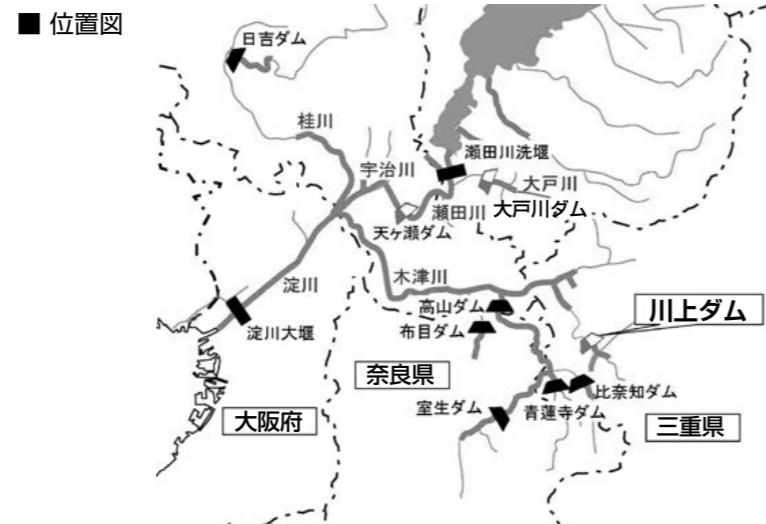 ■ 位置図
日吉ダム
桂川
宇治川
瀬田川洗堰
大戸川
瀬田川
大戸川ダム
天ヶ瀬ダム
淀川
木津川
高山ダム
川上ダム
淀川大堰
布目ダム
奈良県
比奈知ダム
室生ダム
青蓮寺ダム
大阪府
三重県